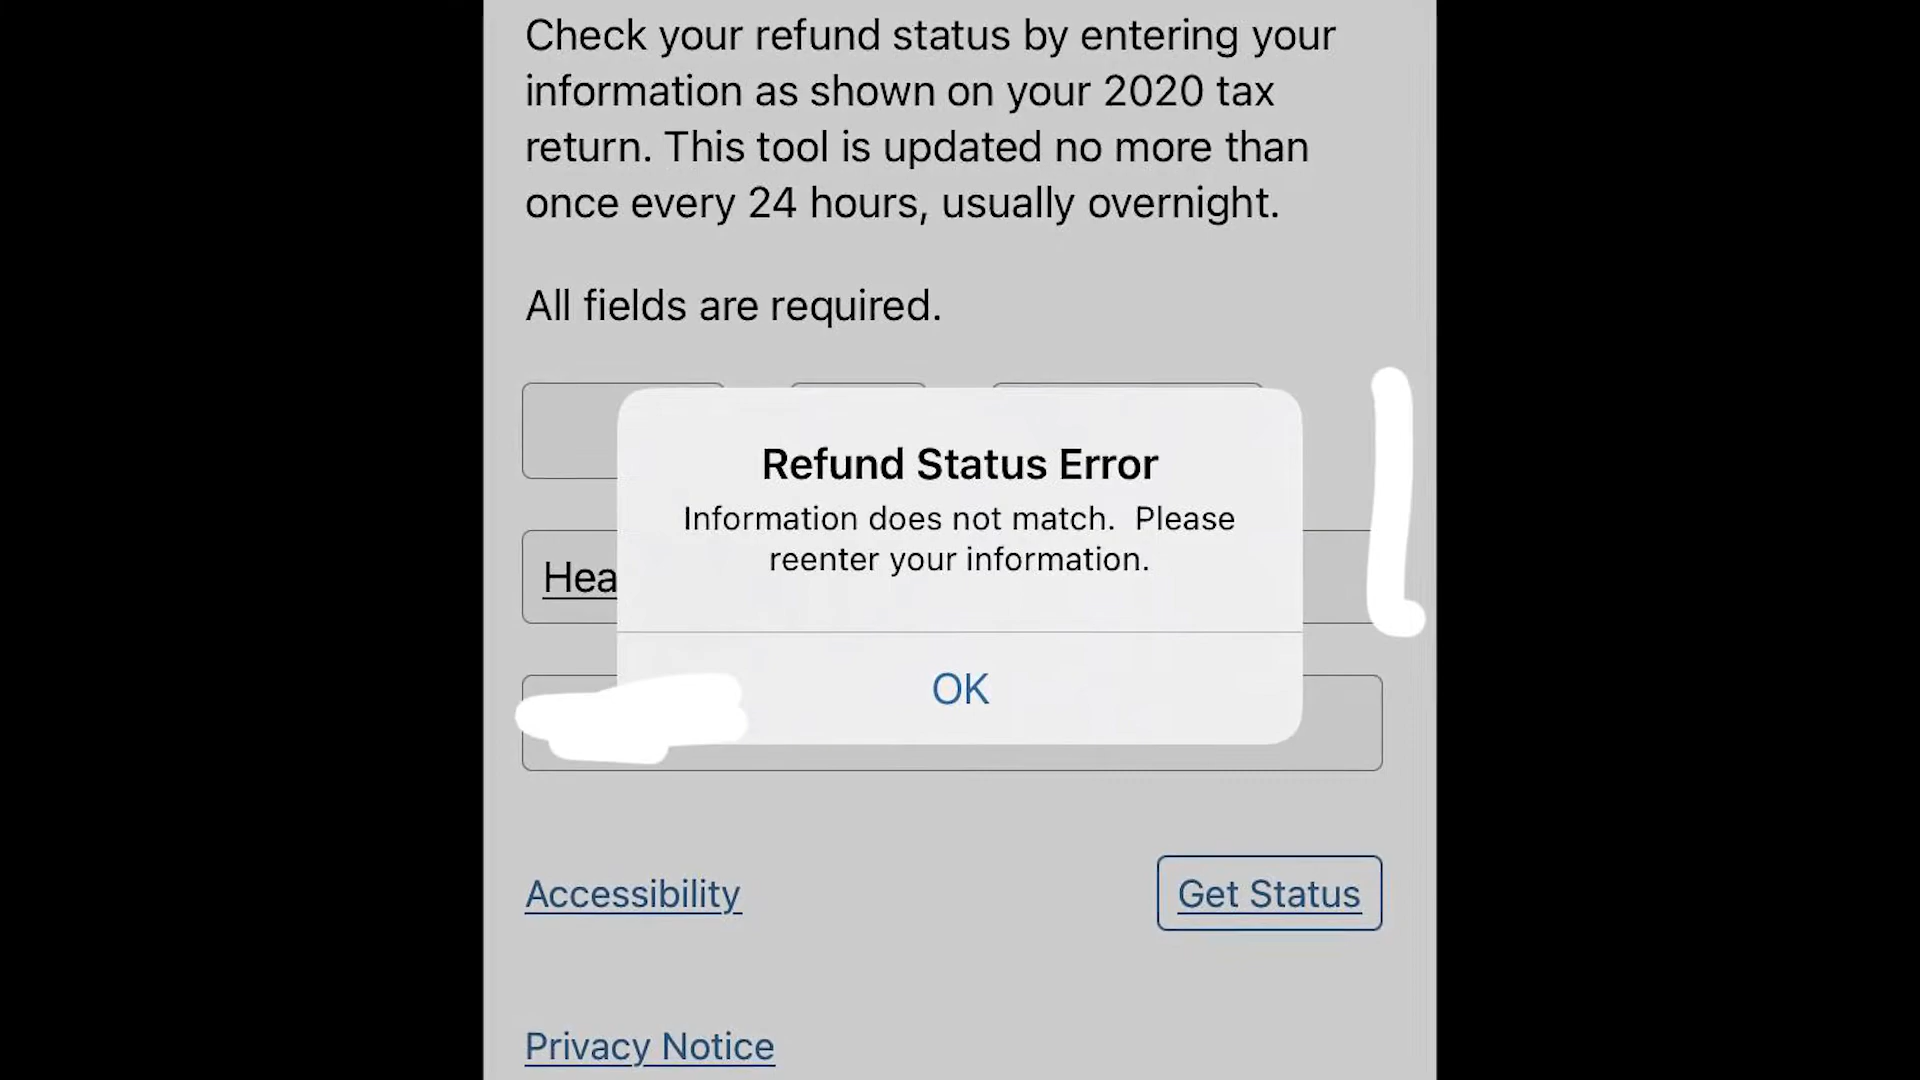 Check your refund status by entering your
information as shown on your 2020 tax
return. This tool is updated no more than
once every 24 hours, usually overnight.
All fields are required.
Refund Status Error
Information does not match. Please
reenter your information.
Hea
OK
Accessibility
Get Status
Privacy Notice